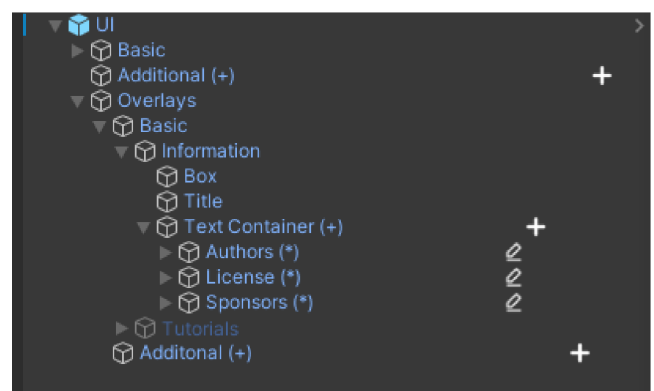 UI
Basic
Additional (+)
Overlays
Basic
Information
Box
Title
Text Container (+)
Authors (*)
License (*)
Sponsors (*)
Tutorials
Additonal (+)